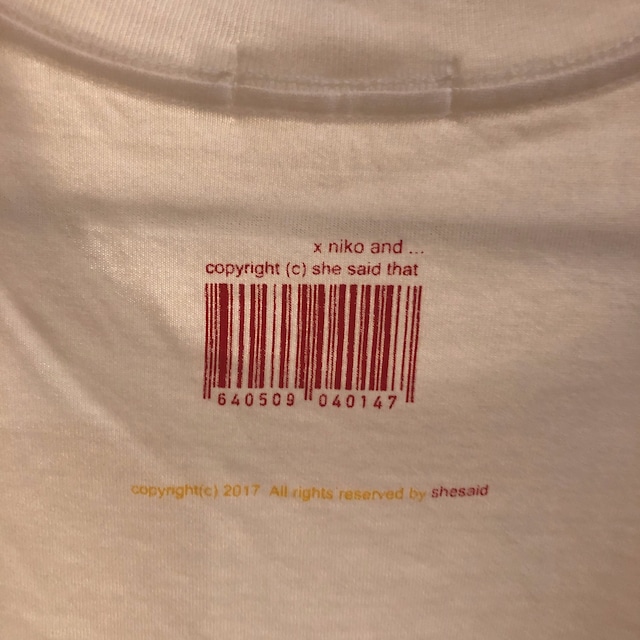 x niko and ...
copyright (c) she said that
640509 040147
copyright(c) 2017 All rights reserved by shesaid